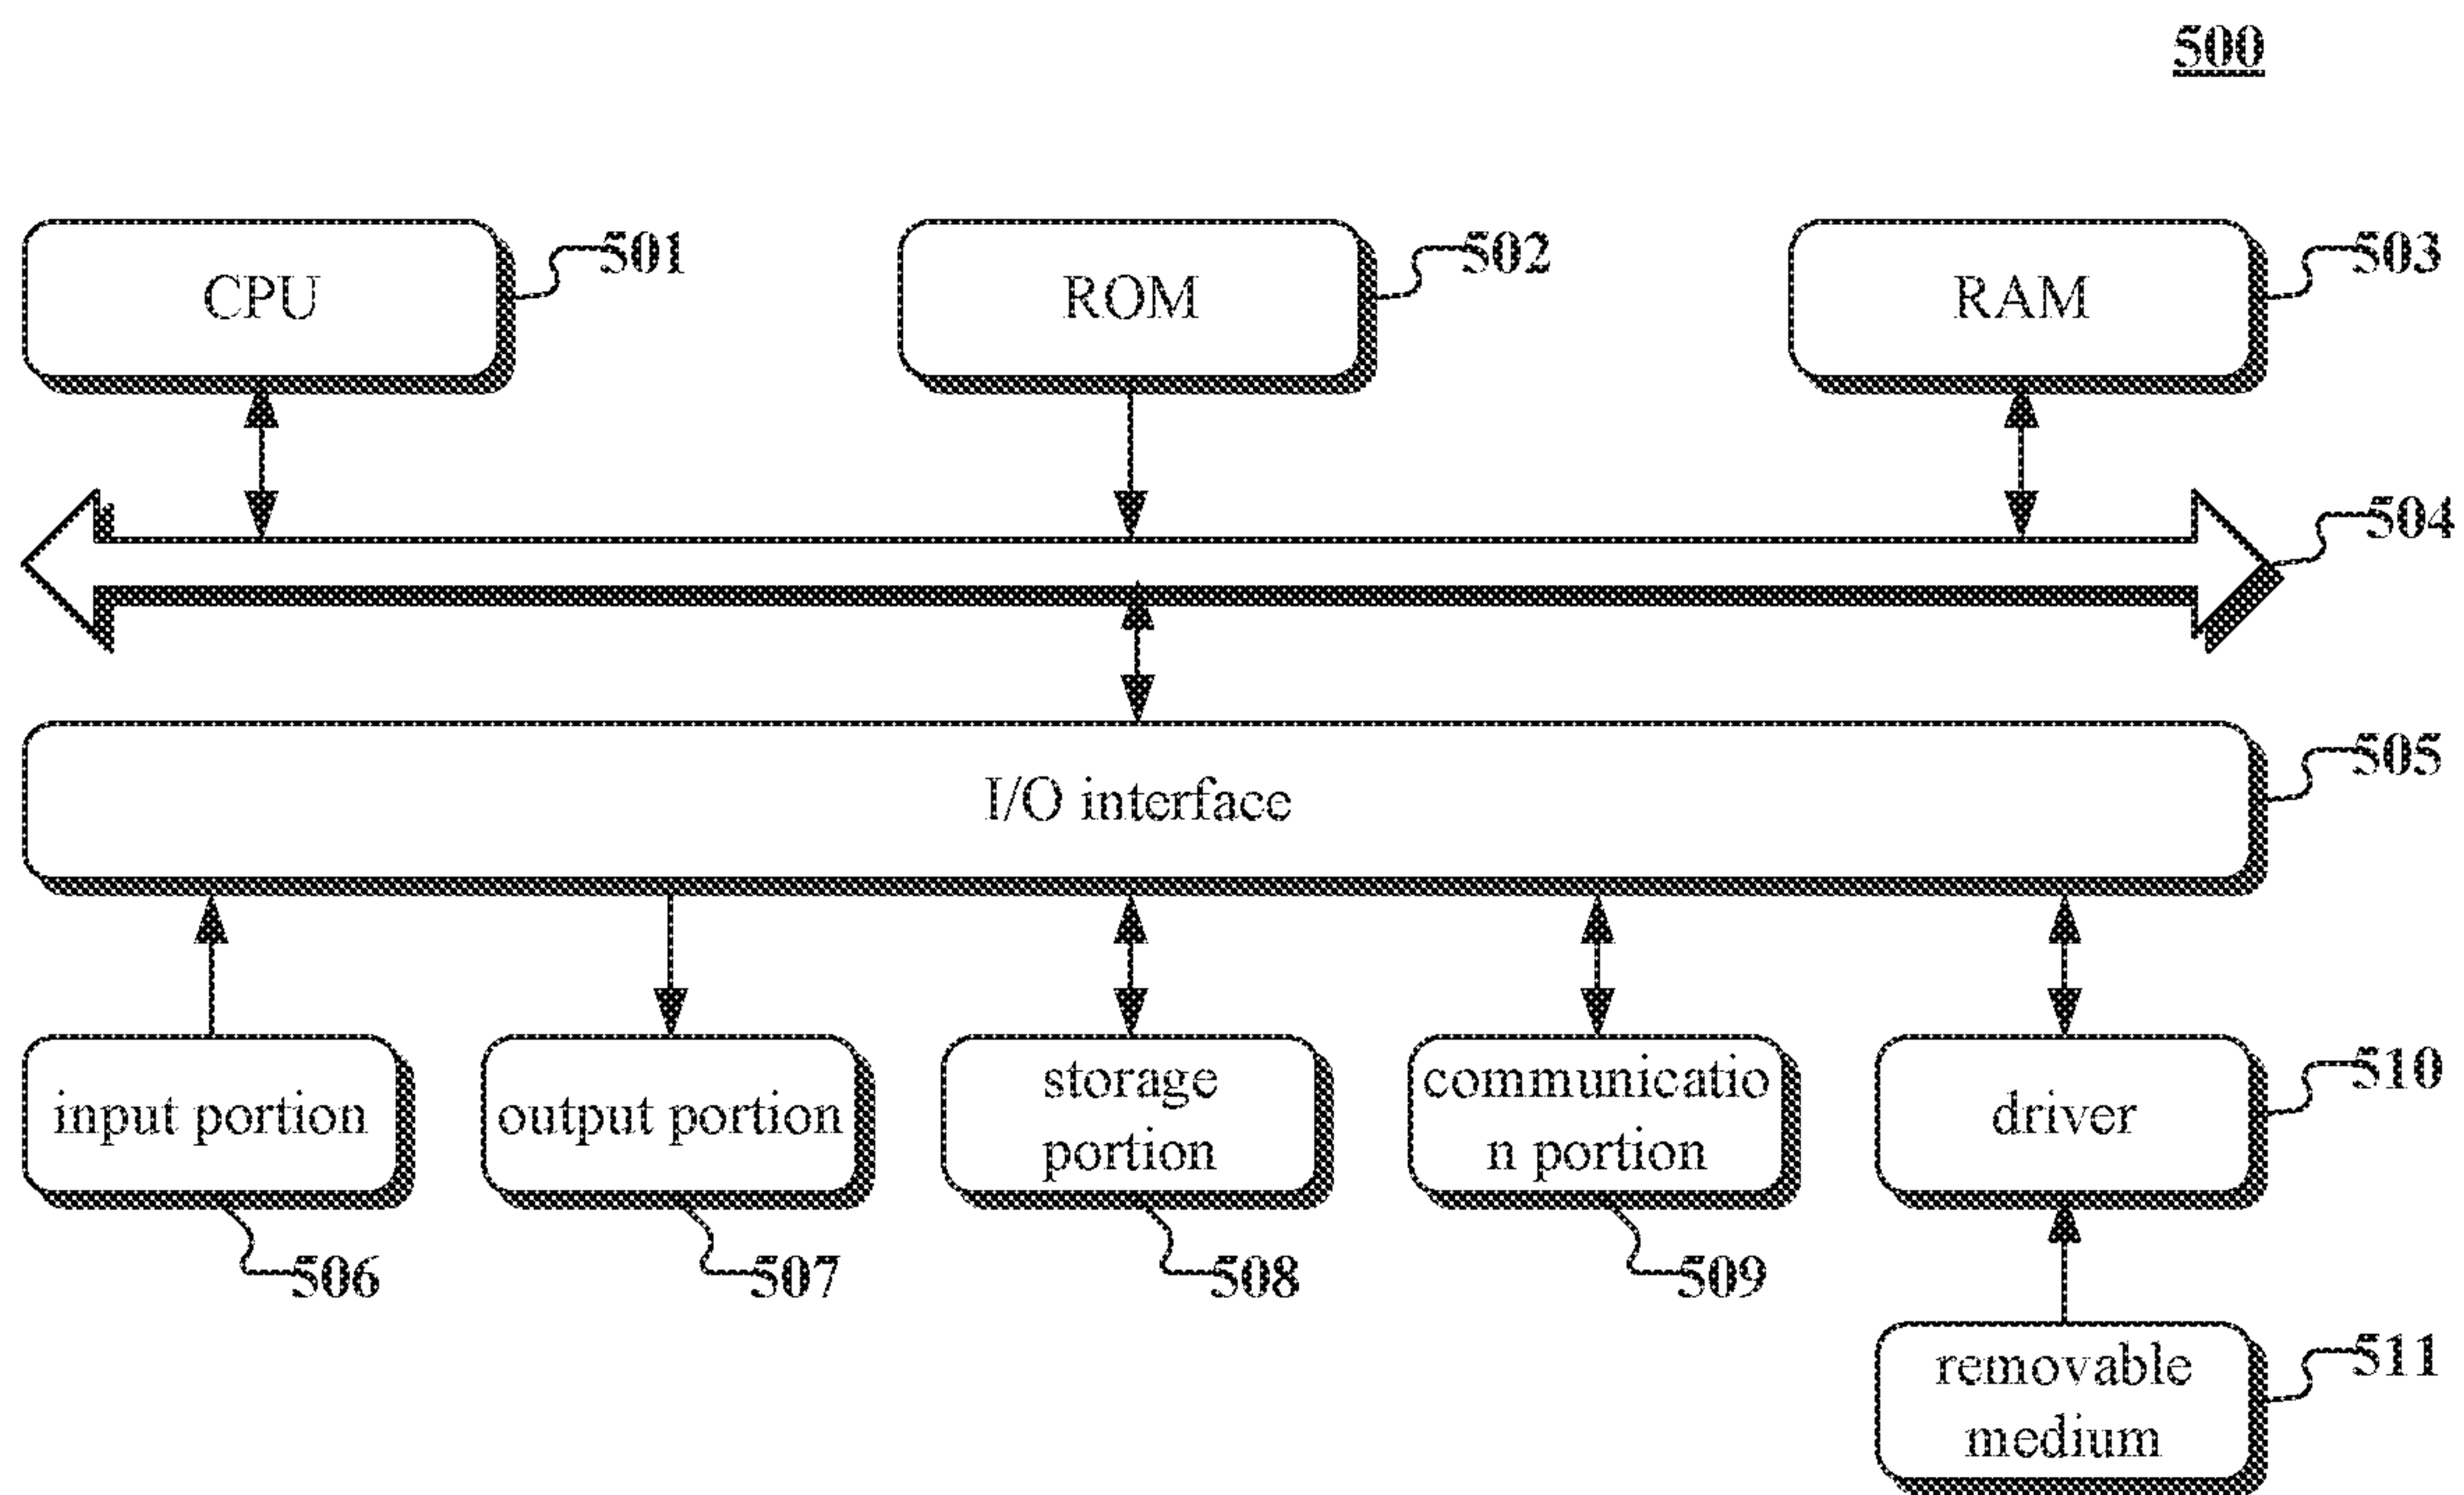 500
CPU
501
ROM
502
RAM
503
504
I/O interface
505
input portion
output portion
storage
portion
communicatio
n portion
driver
510
506
507
508
509
removable
medium
511